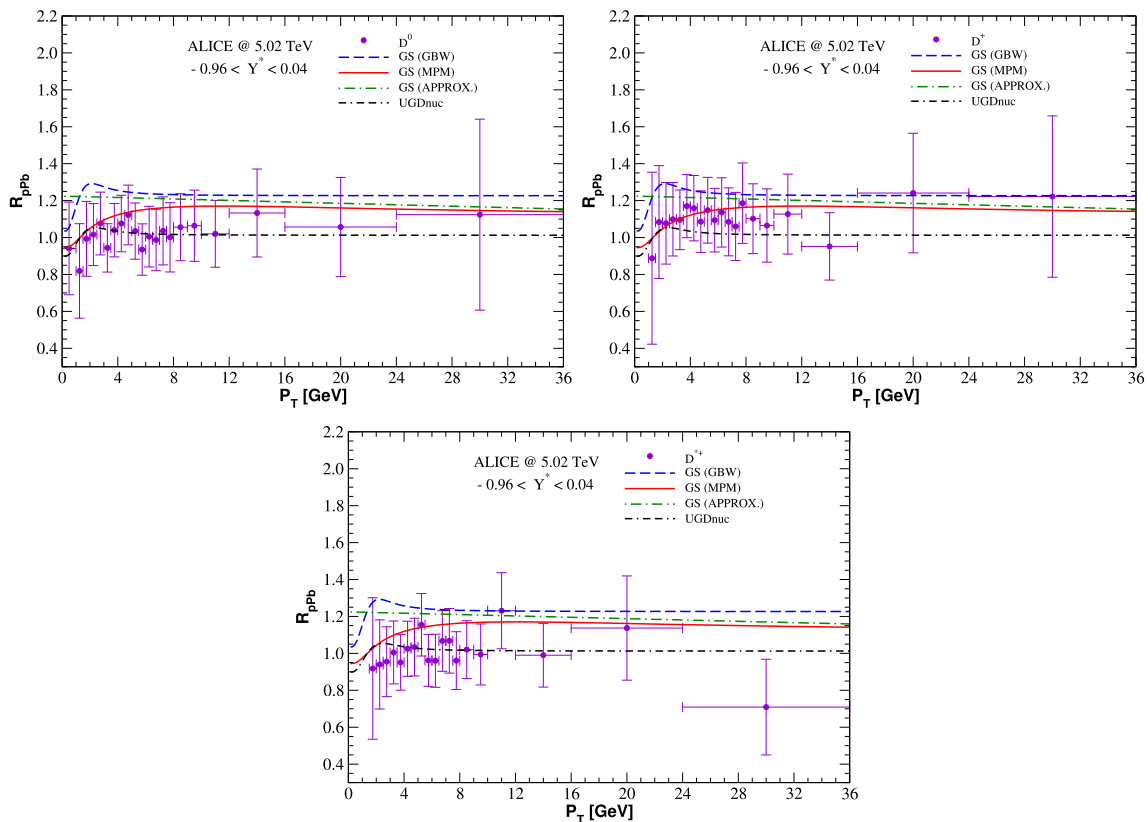 2.2
2.0
1.8
1.6
1.4
1.2
1.0
0.8
0.6
0.4
R_pPb
ALICE @ 5.02 TeV
- 0.96 < Y^* < 0.04
D^0
GS (GBW)
GS (MPM)
GS (APPROX.)
UGDnuc
0 4 8 12 16 20 24 28 32 36
P_T [GeV]
2.2
2.0
1.8
1.6
1.4
1.2
1.0
0.8
0.6
0.4
R_pPb
ALICE @ 5.02 TeV
- 0.96 < Y^* < 0.04
D^+
GS (GBW)
GS (MPM)
GS (APPROX.)
UGDnuc
0 4 8 12 16 20 24 28 32 36
P_T [GeV]
2.2
2.0
1.8
1.6
1.4
1.2
1.0
0.8
0.6
0.4
R_pPb
ALICE @ 5.02 TeV
- 0.96 < Y^* < 0.04
D^*+
GS (GBW)
GS (MPM)
GS (APPROX.)
UGDnuc
0 4 8 12 16 20 24 28 32 36
P_T [GeV]